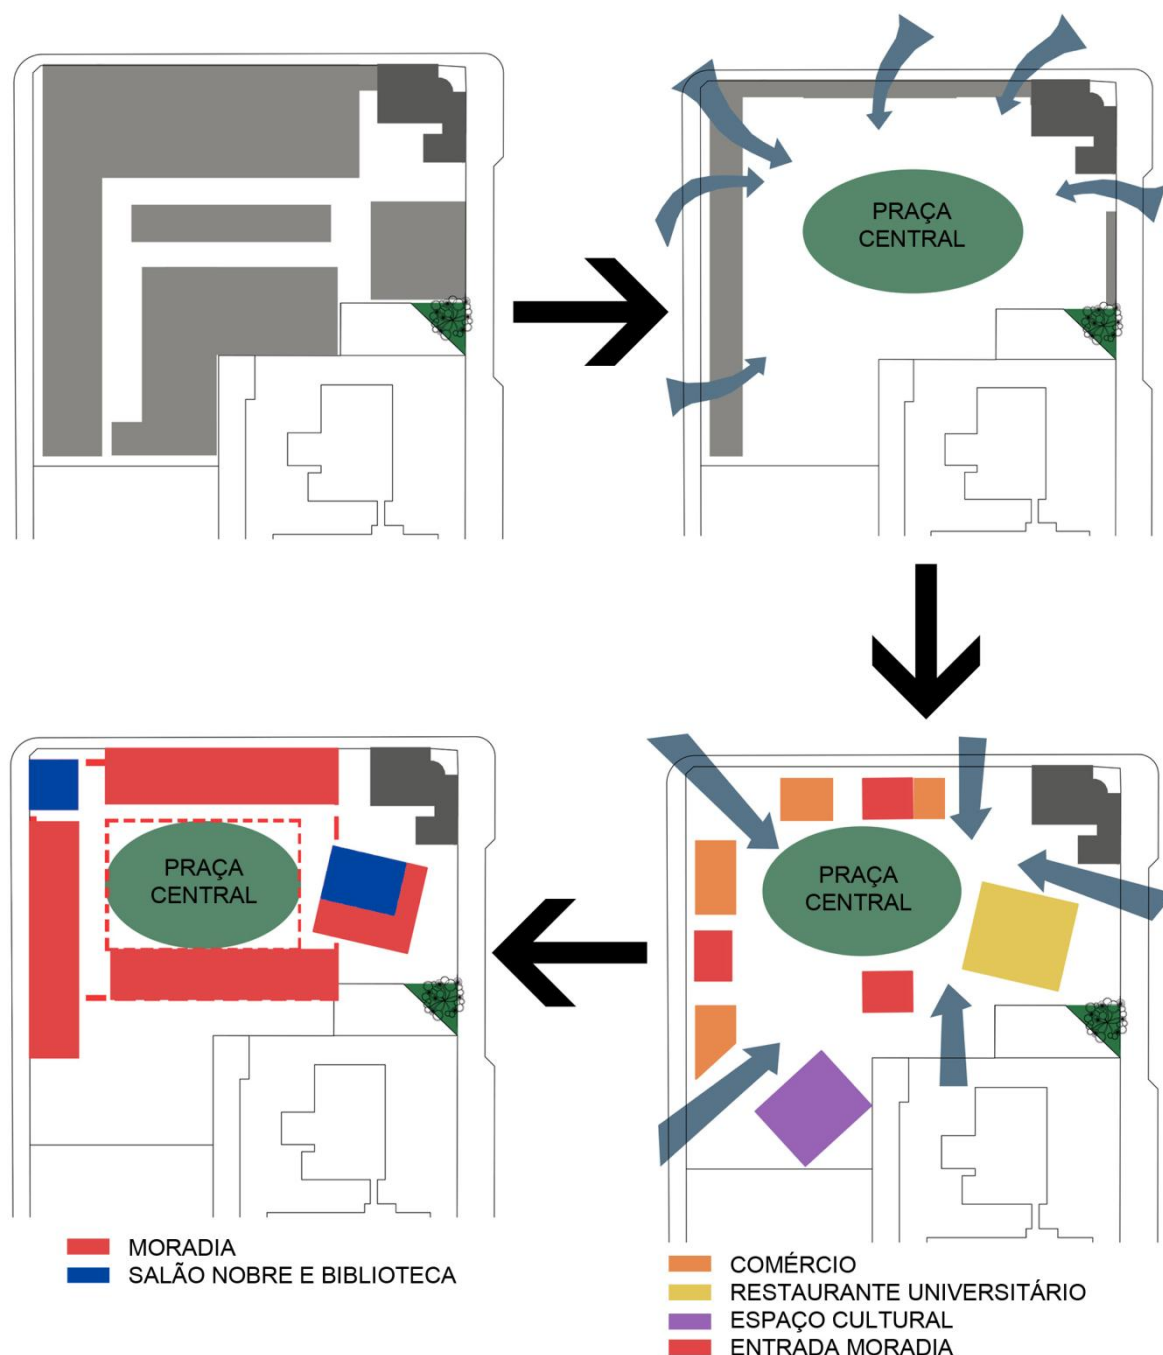 PRAÇA
CENTRAL
PRAÇA
CENTRAL
PRAÇA
CENTRAL
MORADIA
SALÃO NOBRE E BIBLIOTECA
COMÉRCIO
RESTAURANTE UNIVERSITÁRIO
ESPAÇO CULTURAL
ENTRADA MORADIA